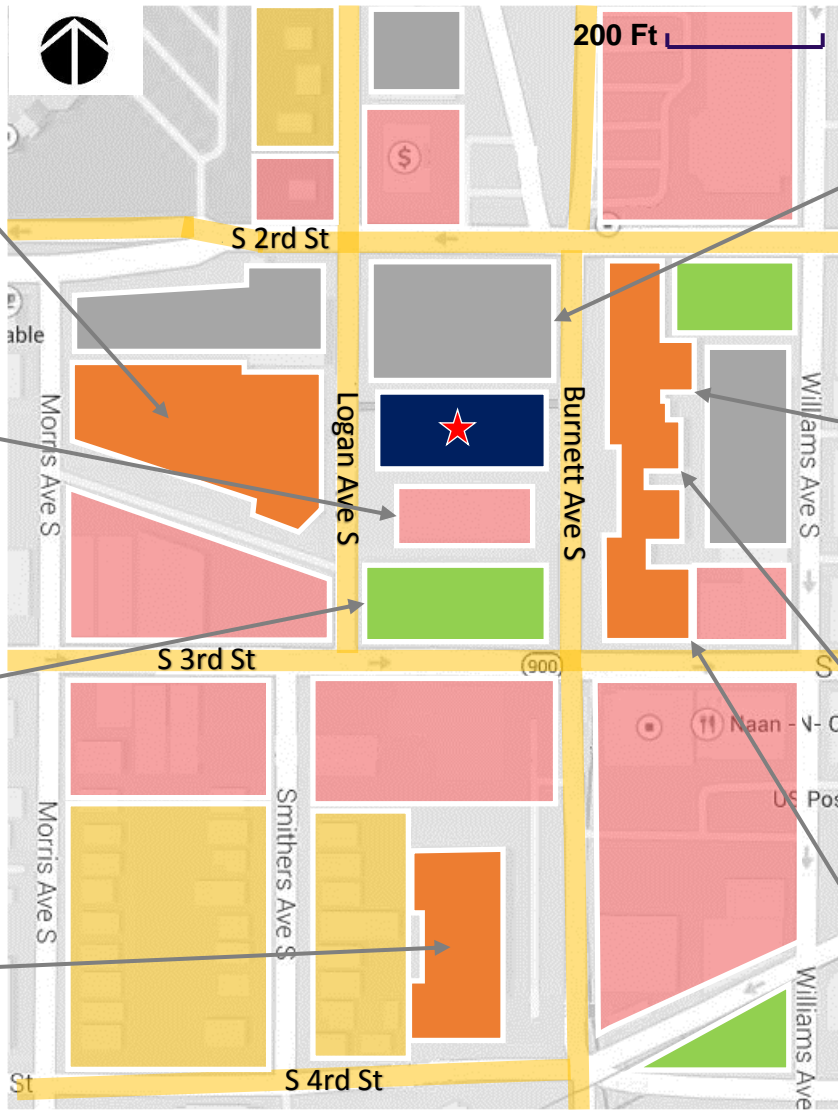 200 Ft
$
S 2rd St
able
Morris Ave S
Logan Ave S
Burnett Ave S
Williams Ave S
S 3rd St
(900)
S
Naan -N- C
US Pos
Morris Ave S
Smithers Ave S
Williams Ave
St
S 4rd St